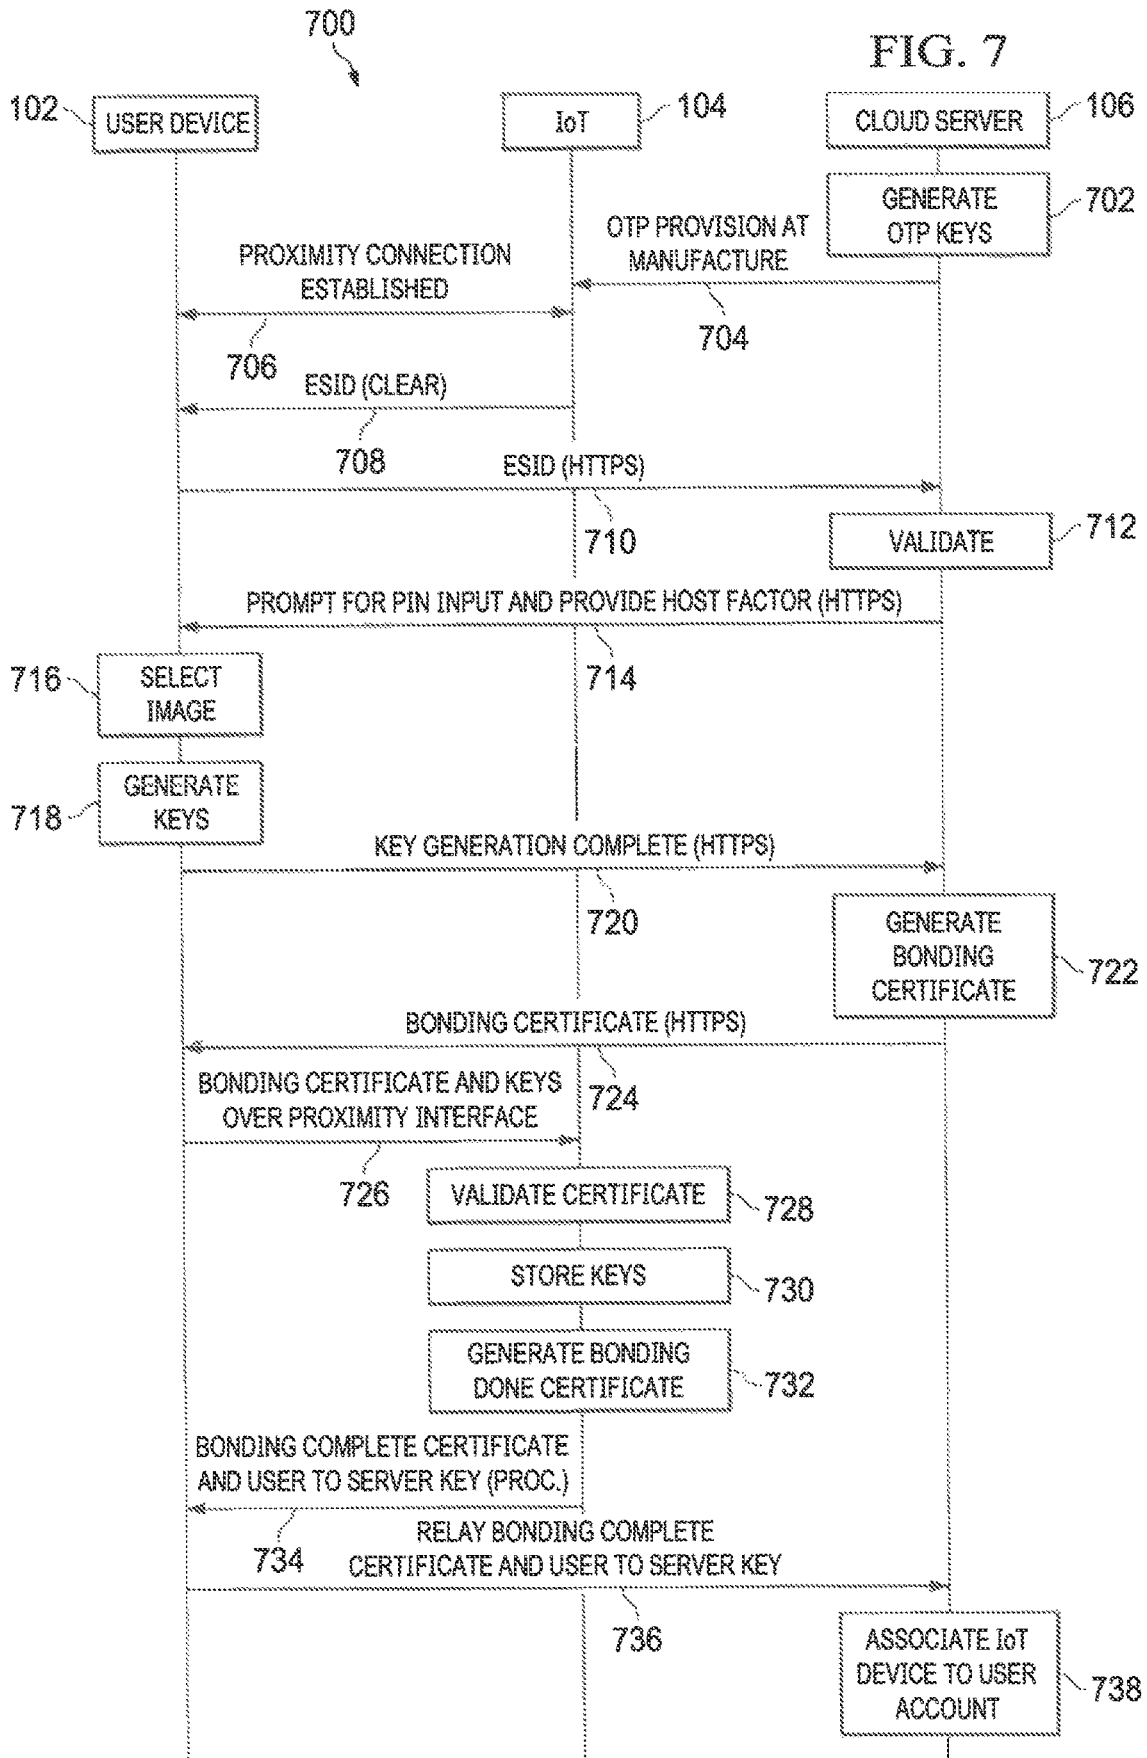 700
FIG. 7
102
USER DEVICE
IoT
104
CLOUD SERVER
106
GENERATE
OTP KEYS
702
OTP PROVISION AT
MANUFACTURE
704
PROXIMITY CONNECTION
ESTABLISHED
706
ESID (CLEAR)
708
ESID (HTTPS)
710
VALIDATE
712
PROMPT FOR PIN INPUT AND PROVIDE HOST FACTOR (HTTPS)
714
716
SELECT
IMAGE
718
GENERATE
KEYS
KEY GENERATION COMPLETE (HTTPS)
720
GENERATE
BONDING
CERTIFICATE
722
BONDING CERTIFICATE (HTTPS)
724
BONDING CERTIFICATE AND KEYS
OVER PROXIMITY INTERFACE
726
VALIDATE CERTIFICATE
728
STORE KEYS
730
GENERATE BONDING
DONE CERTIFICATE
732
BONDING COMPLETE CERTIFICATE
AND USER TO SERVER KEY (PROC.)
734
RELAY BONDING COMPLETE
CERTIFICATE AND USER TO SERVER KEY
736
ASSOCIATE IoT
DEVICE TO USER
ACCOUNT
738